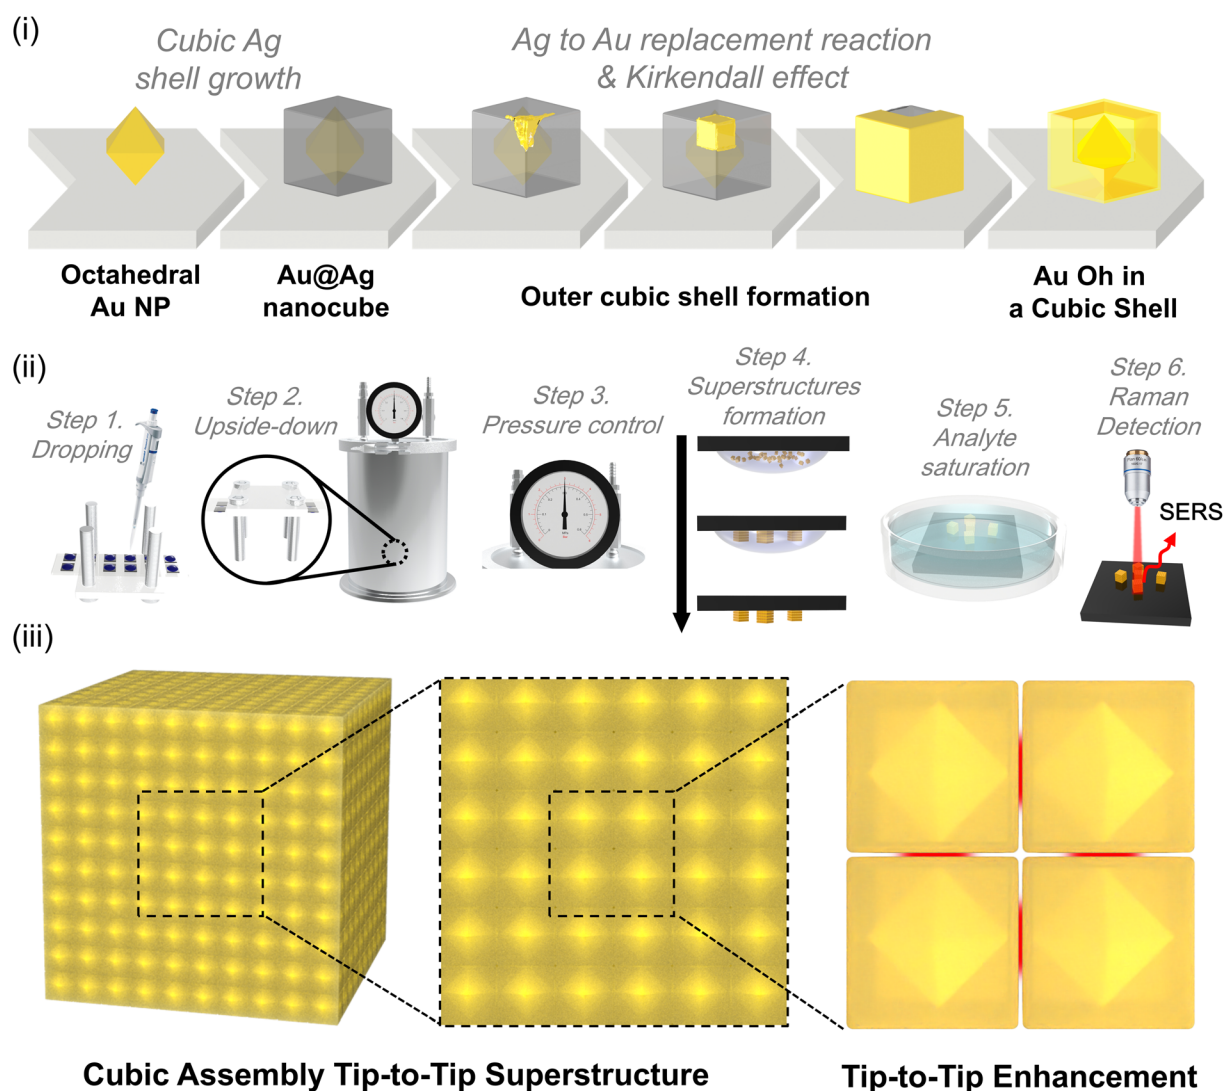 (i)
Cubic Ag
shell growth
Ag to Au replacement reaction
& Kirkendall effect
Octahedral
Au NP
Au@Ag
nanocube
Outer cubic shell formation
Au Oh in
a Cubic Shell
(ii)
Step 1.
Dropping
Step 2.
Upside-down
Step 3.
Pressure control
Step 4.
Superstructures
formation
Step 5.
Analyte
saturation
Step 6.
Raman
Detection
SERS
(iii)
Cubic Assembly Tip-to-Tip Superstructure
Tip-to-Tip Enhancement